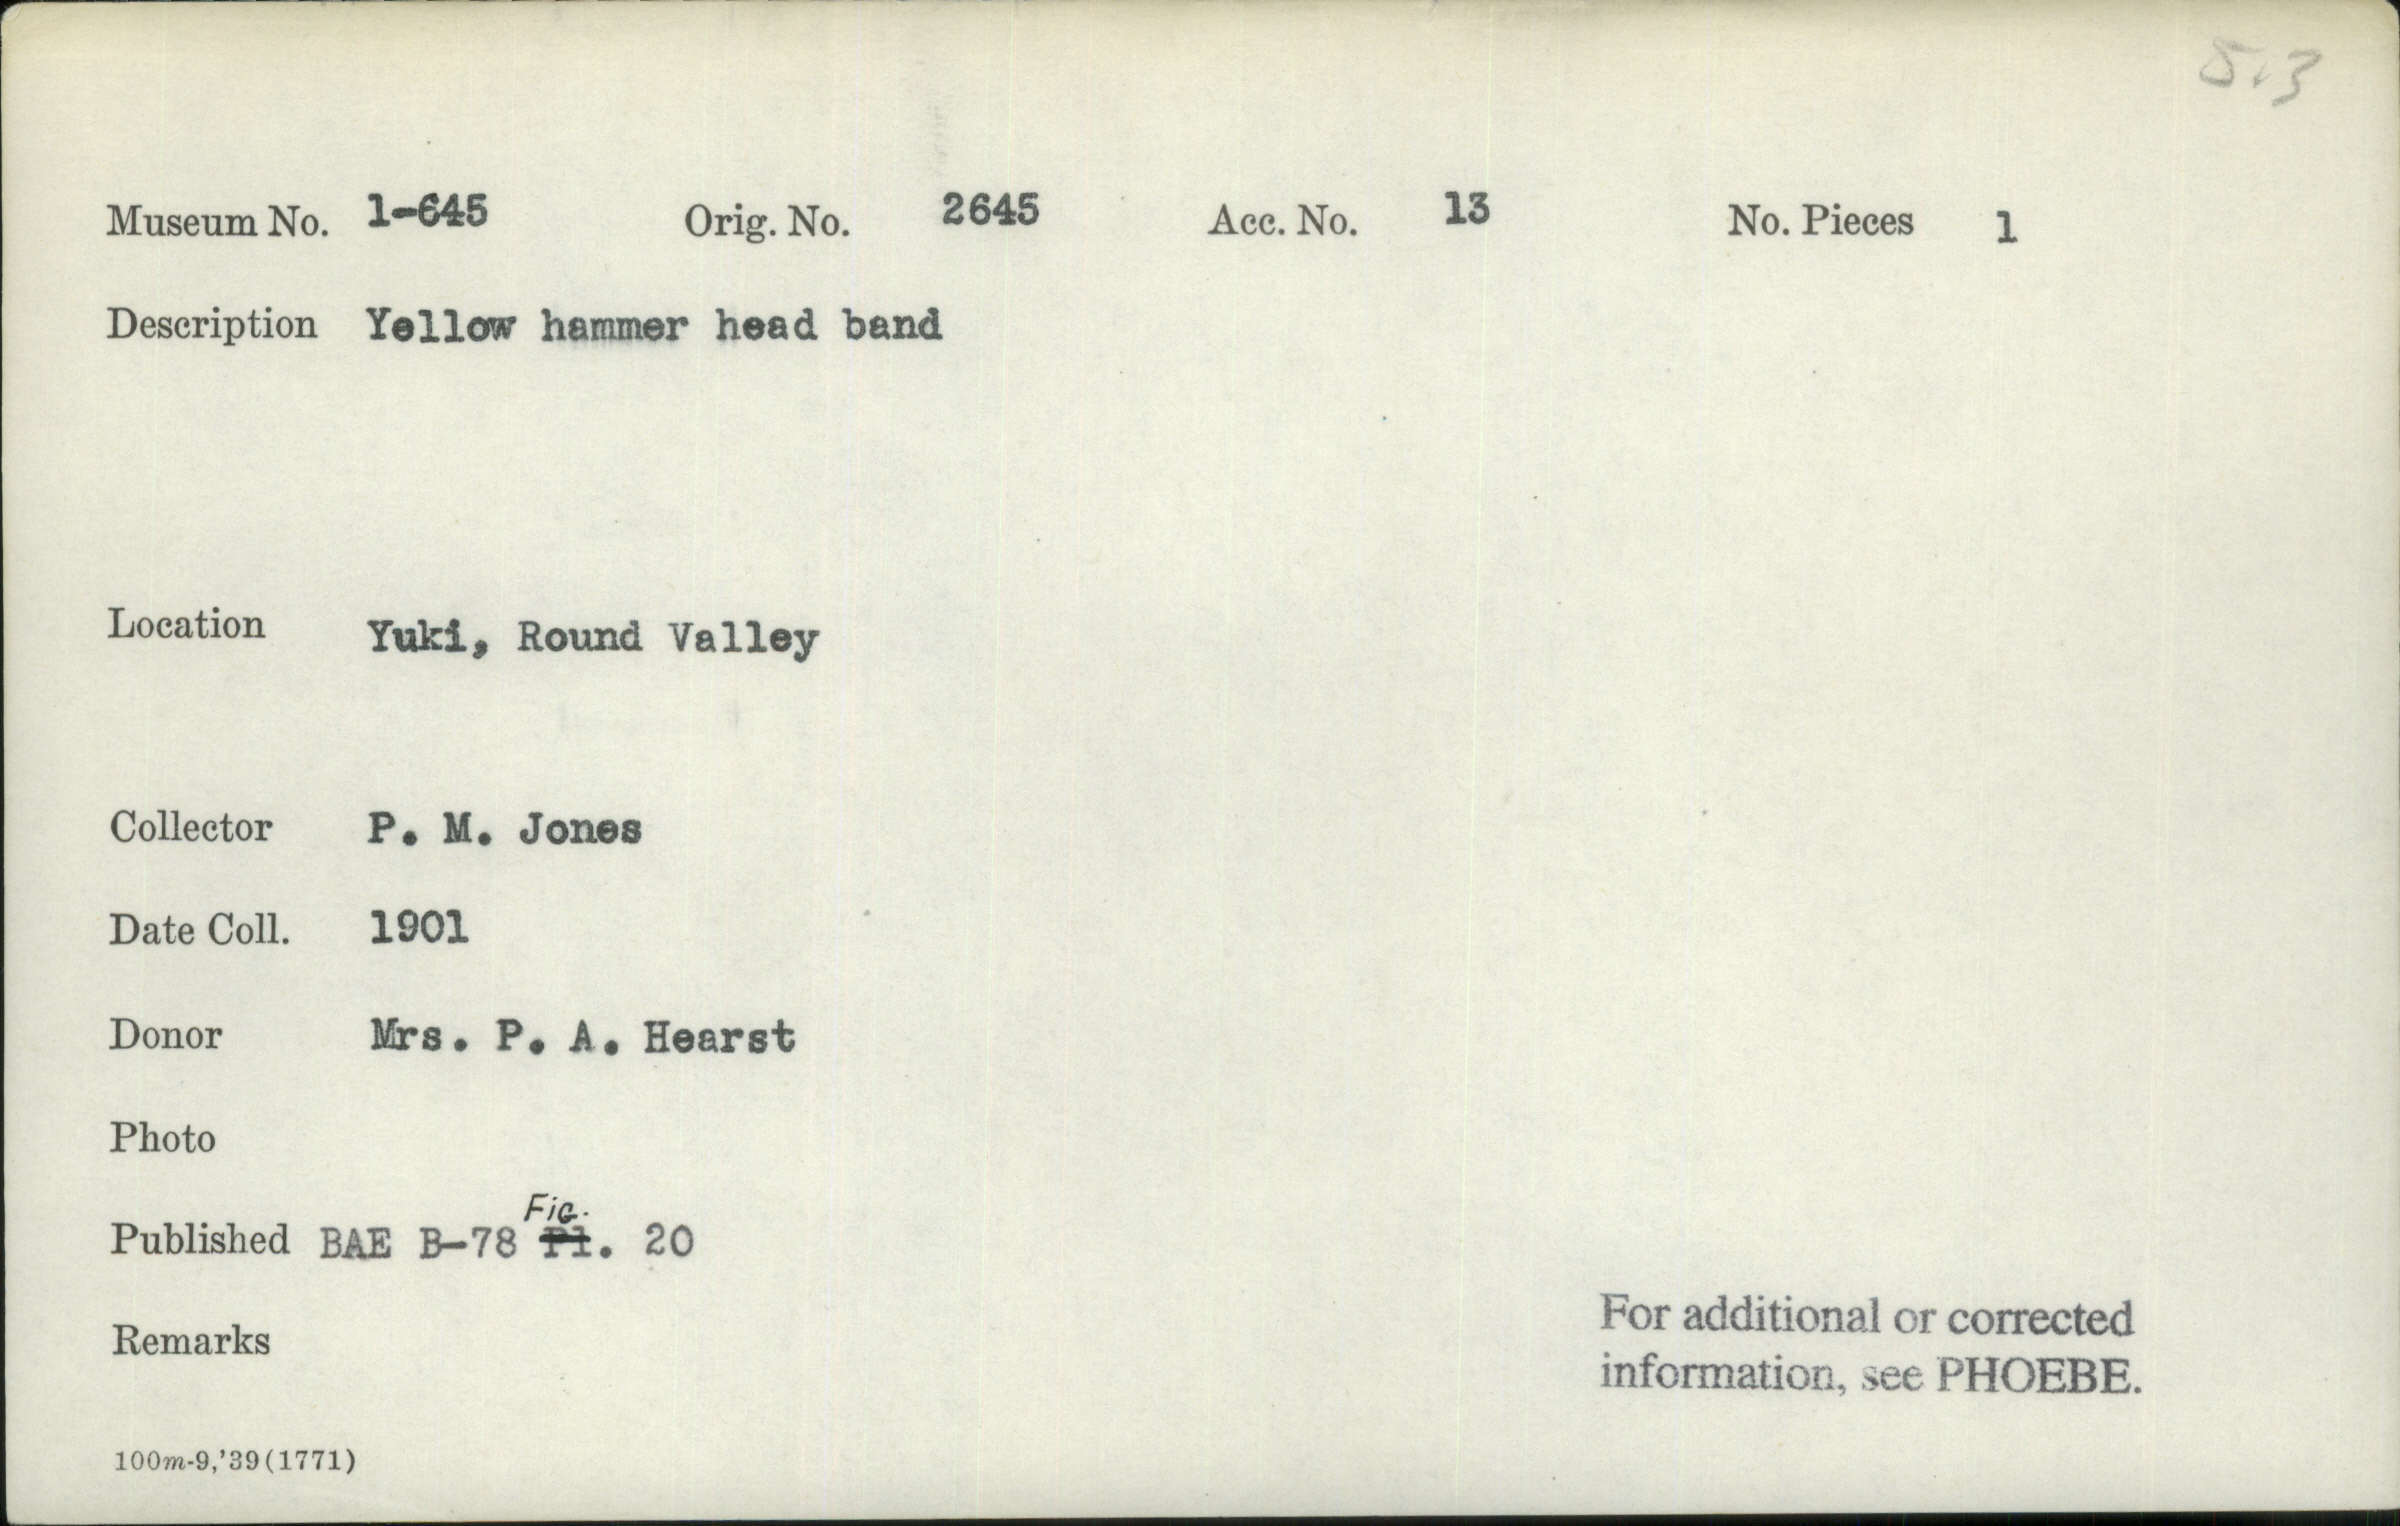 5.3
Museum No. 1-645 Orig. No. 2645 Acc. No. 13 No. Pieces 1
Description Yellow hammer head band
Location Yuki, Round Valley
Collector P. M. Jones
Date Coll. 1901
Donor Mrs. P. A. Hearst
Photo
Fig.
Published BAE B-78 Pl. 20
Remarks
For additional or corrected
information, see PHOEBE.
100m-9,'39(1771)